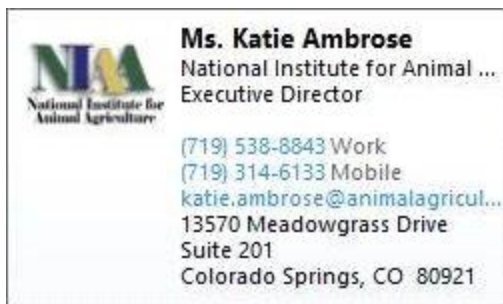 NIAA
National Institute for
Animal Agriculture
Ms. Katie Ambrose
National Institute for Animal ...
Executive Director
(719) 538-8843 Work
(719) 314-6133 Mobile
katie.ambrose@animalagricul...
13570 Meadowgrass Drive
Suite 201
Colorado Springs, CO 80921